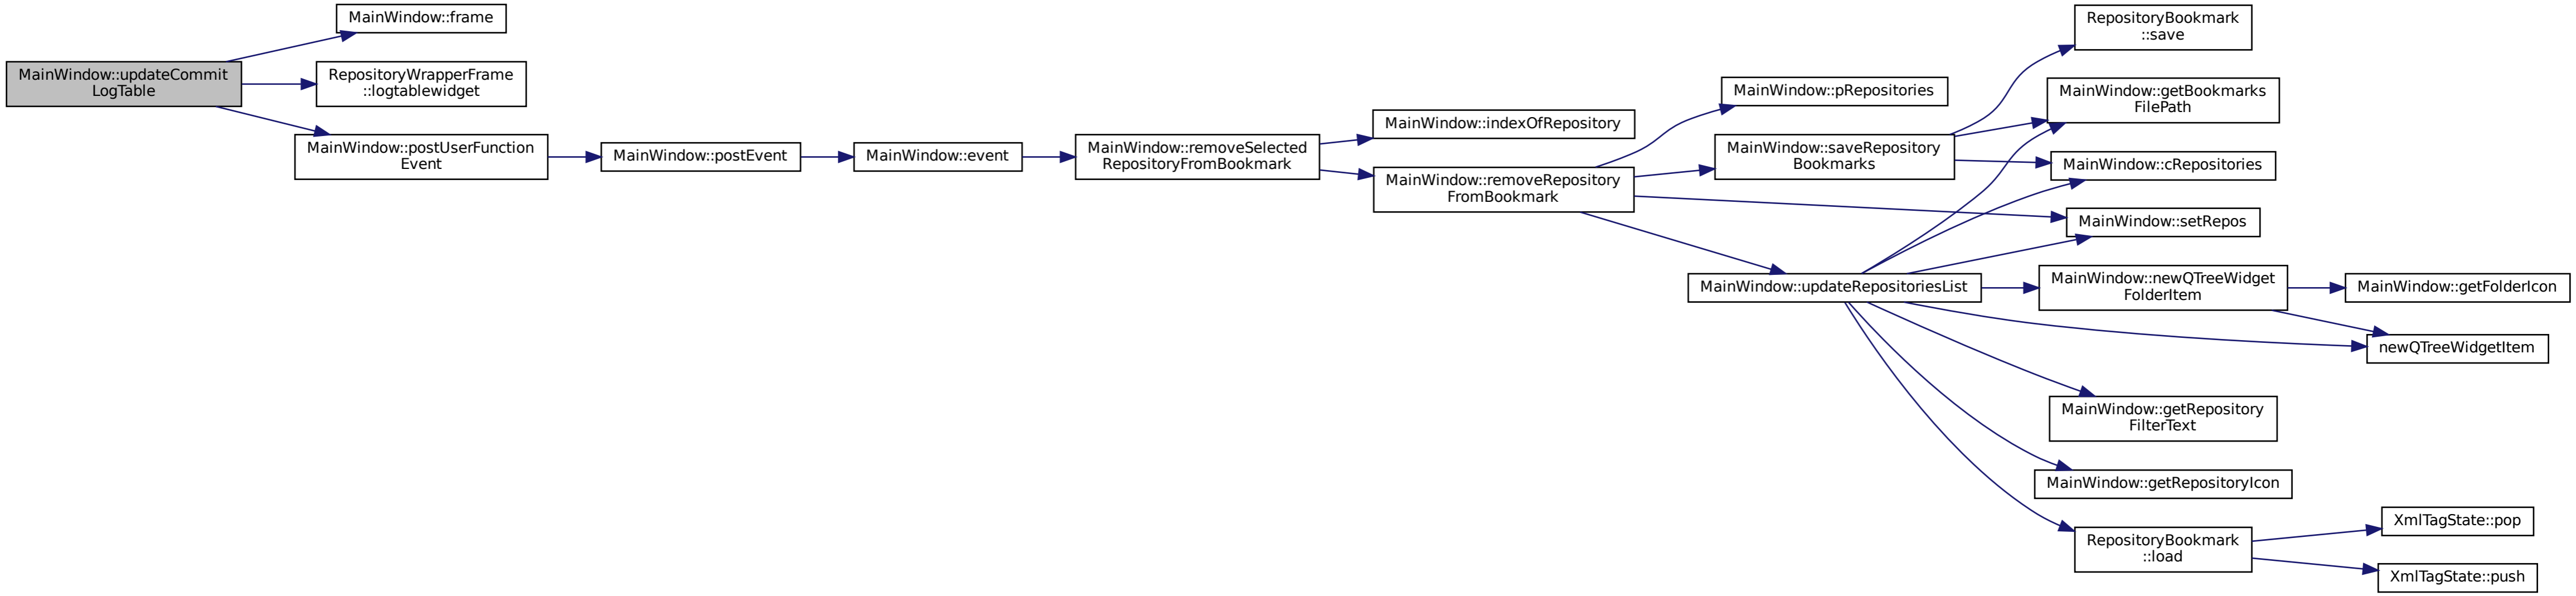 MainWindow::updateCommit
LogTable
MainWindow::frame
RepositoryWrapperFrame
::logtablewidget
MainWindow::postUserFunction
Event
MainWindow::postEvent
MainWindow::event
MainWindow::removeSelected
RepositoryFromBookmark
MainWindow::indexOfRepository
MainWindow::removeRepository
FromBookmark
MainWindow::pRepositories
MainWindow::saveRepository
Bookmarks
MainWindow::updateRepositoriesList
RepositoryBookmark
::save
MainWindow::getBookmarks
FilePath
MainWindow::cRepositories
MainWindow::setRepos
MainWindow::newQTreeWidget
FolderItem
MainWindow::getFolderIcon
newQTreeWidgetItem
MainWindow::getRepository
FilterText
MainWindow::getRepositoryIcon
RepositoryBookmark
::load
XmlTagState::pop
XmlTagState::push